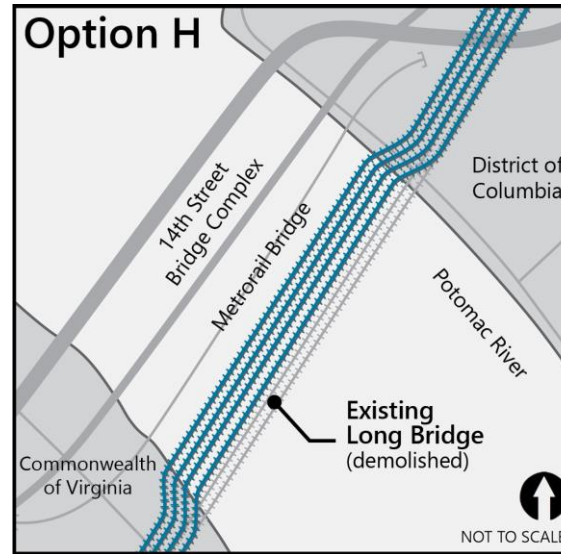 Option H
14th Street
Bridge Complex
Metrorail Bridge
District of
Columbia
Potomac River
Existing
Long Bridge
(demolished)
Commonwealth
of Virginia
NOT TO SCALE